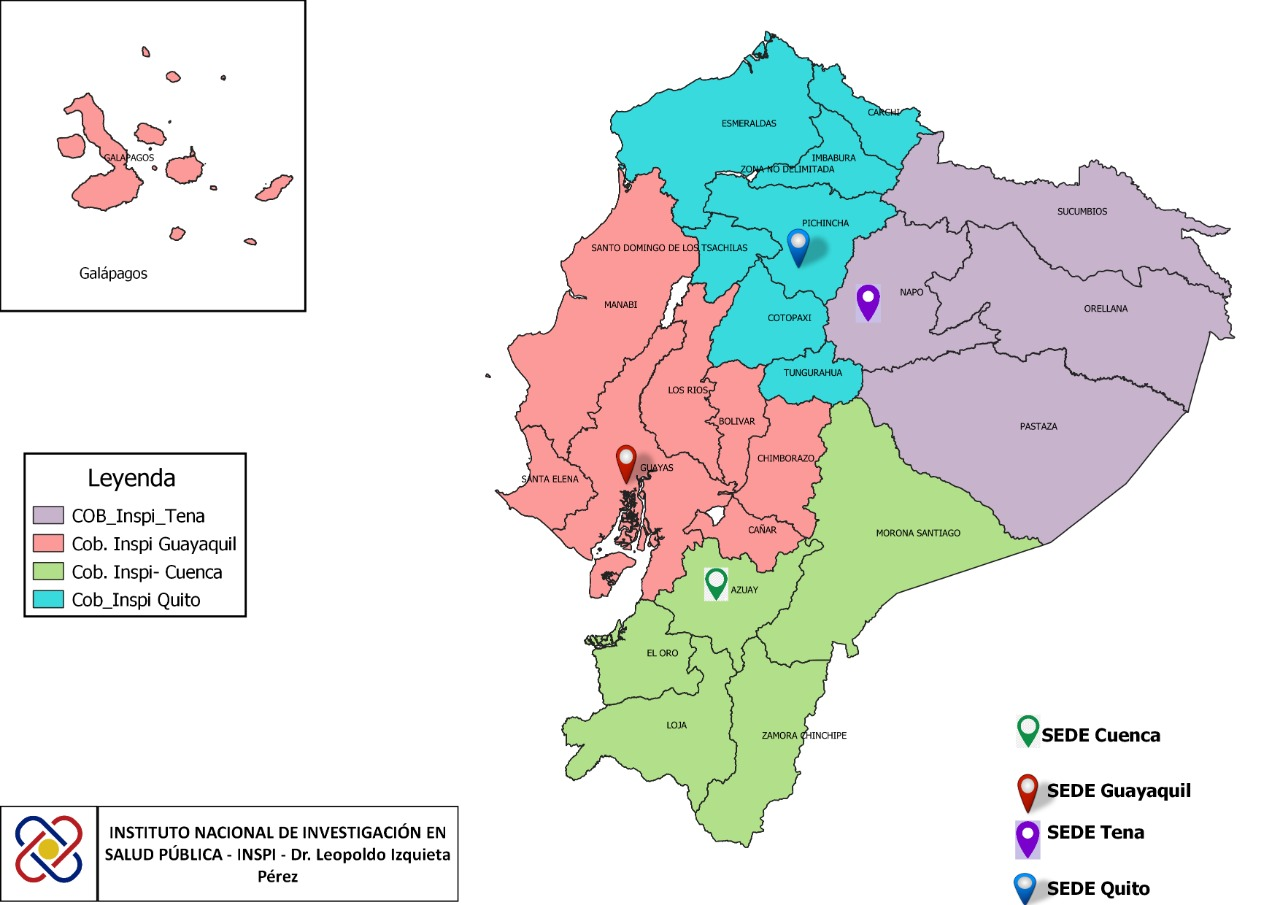 GALAPAGOS
Galápagos
ESMERALDAS
CARCHI
IMBABURA
ZONA NO DELIMITADA
SUCUMBIOS
PICHINCHA
SANTO DOMINGO DE LOS TSACHILAS
NAPO
MANABI
ORELLANA
COTOPAXI
TUNGURAHUA
LOS RIOS
BOLIVAR
PASTAZA
CHIMBORAZO
GUAYAS
SANTA ELENA
CAÑAR
MORONA SANTIAGO
AZUAY
EL ORO
LOJA
ZAMORA CHINCHIPE
Leyenda
COB_Inspi_Tena
Cob. Inspi Guayaquil
Cob. Inspi- Cuenca
Cob_Inspi Quito
SEDE Cuenca
SEDE Guayaquil
SEDE Tena
SEDE Quito
INSTITUTO NACIONAL DE INVESTIGACIÓN EN
SALUD PÚBLICA - INSPI - Dr. Leopoldo Izquieta
Pérez